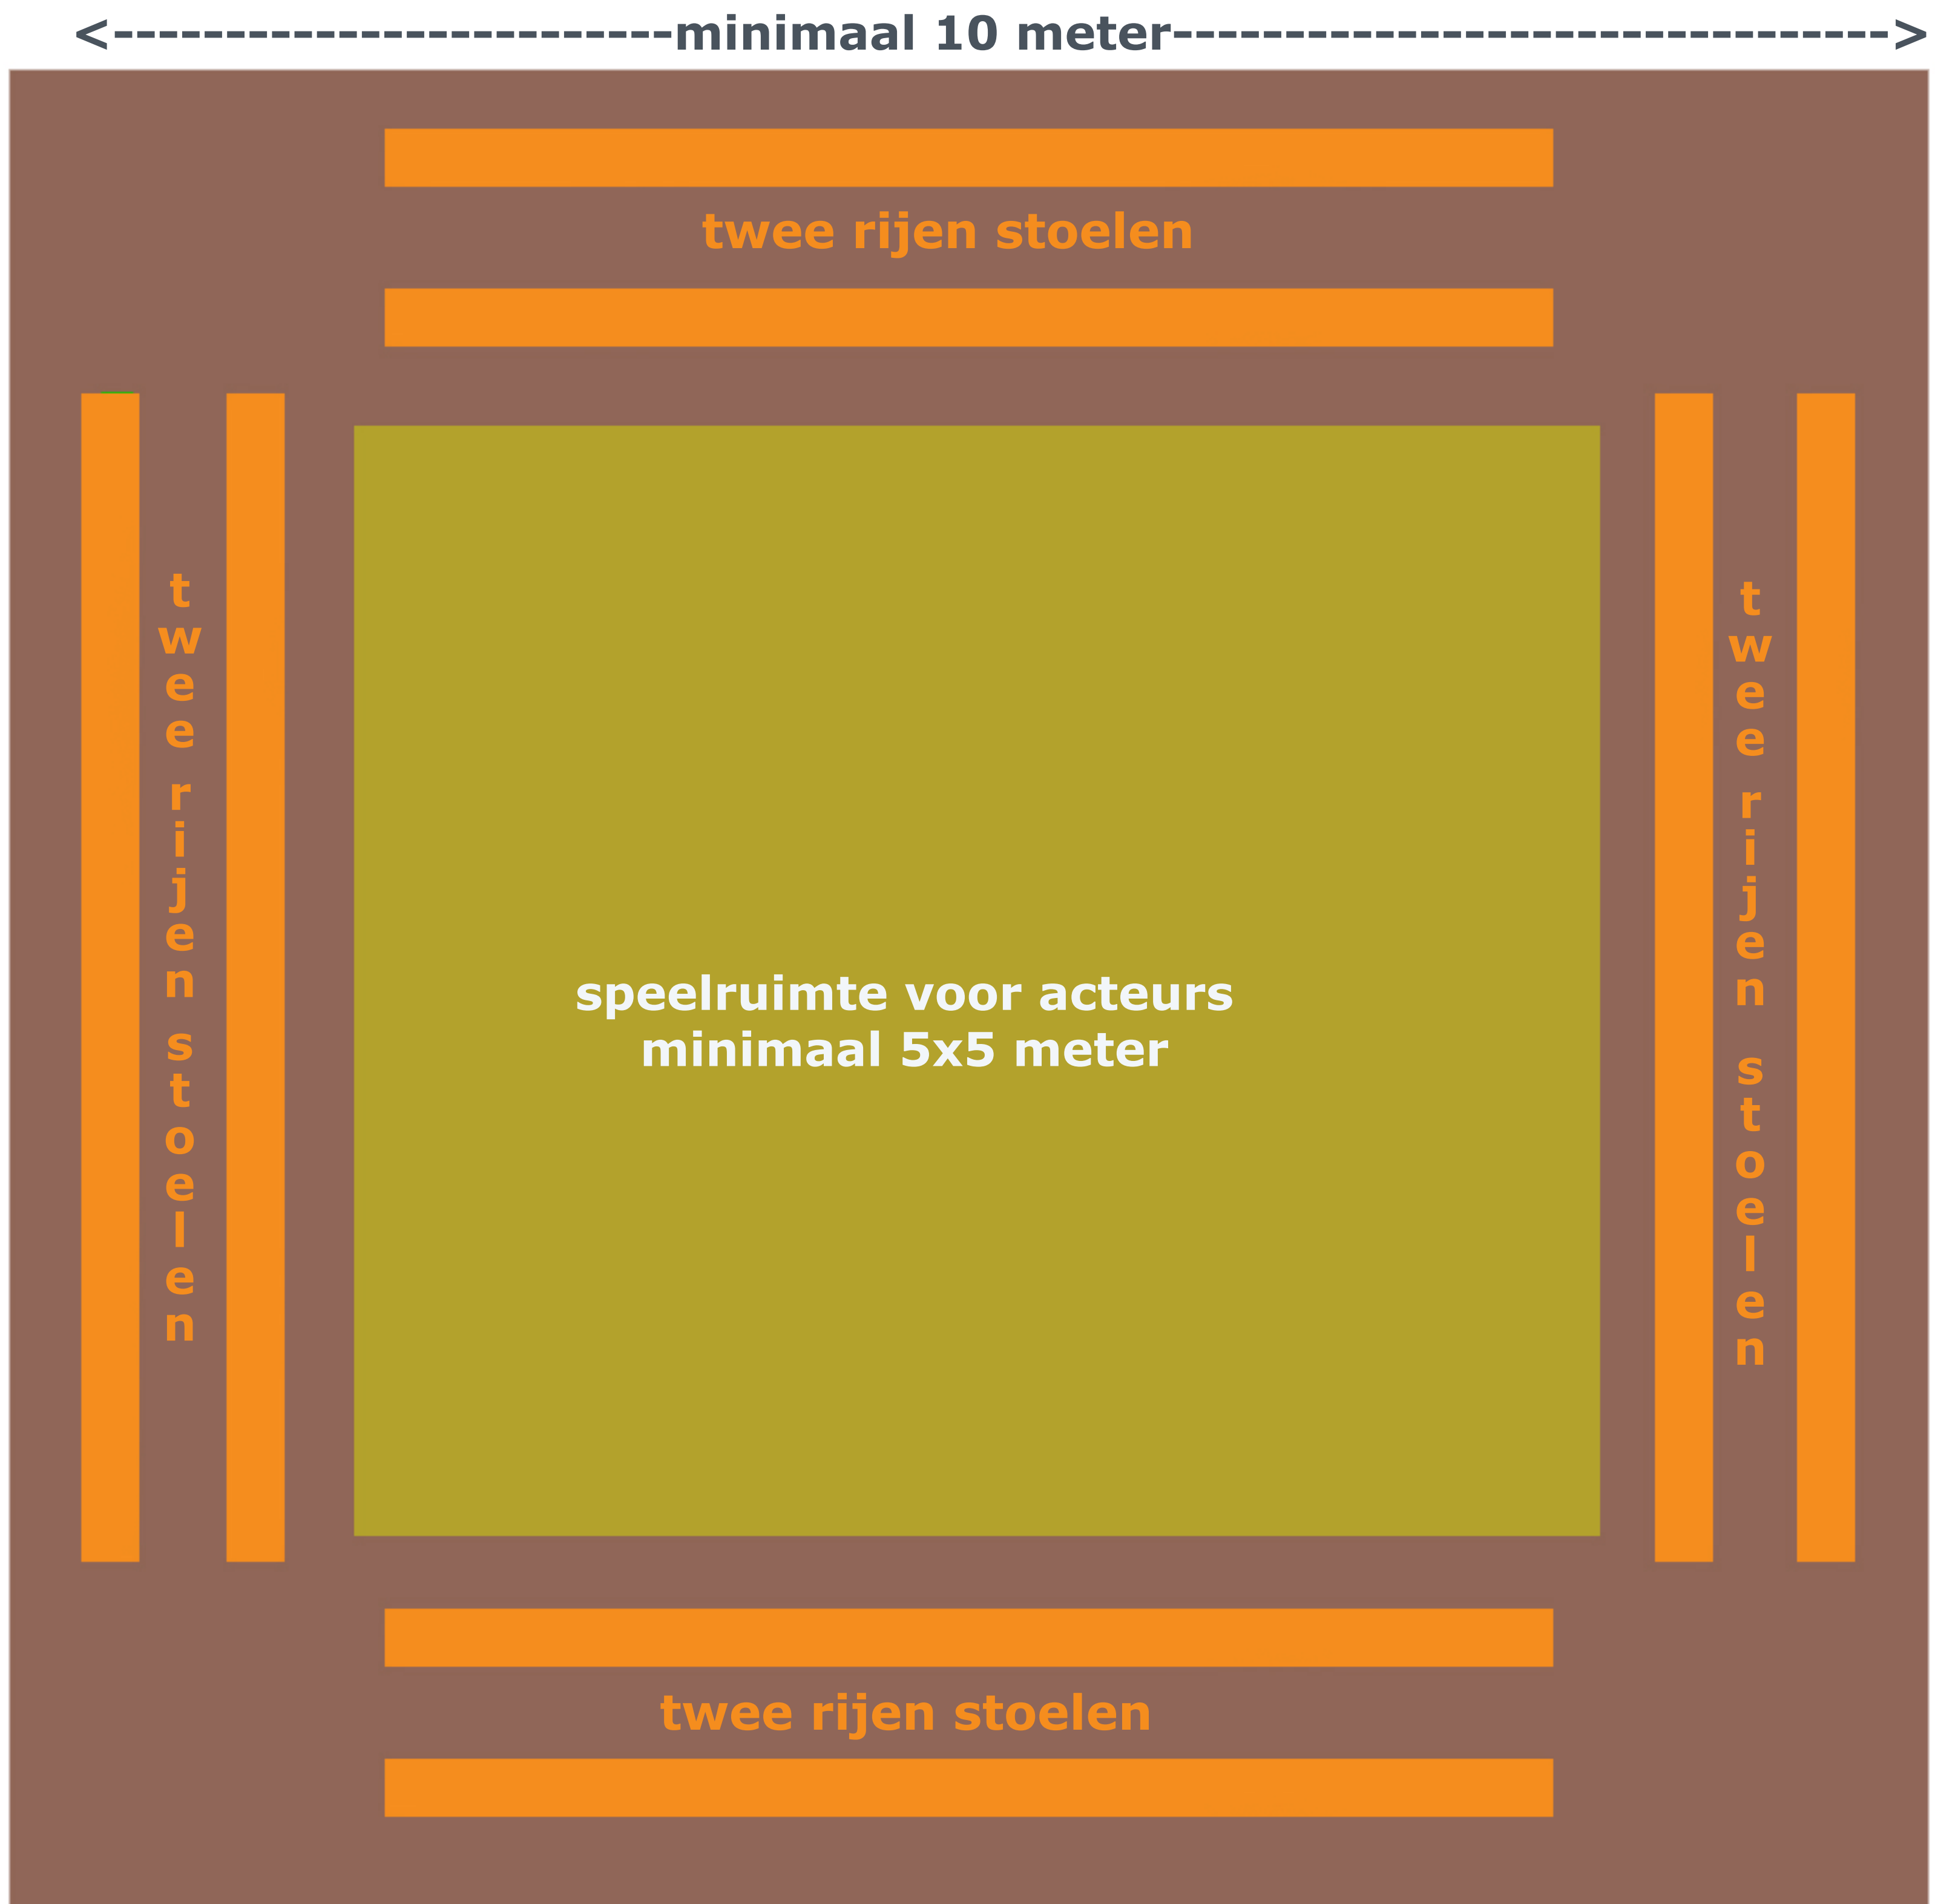 <-------------------------minimaal 10 meter-------------------------------->
twee rijen stoelen
twee rijen stoelen
twee rijen stoelen
speelruimte voor acteurs
minimaal 5x5 meter
twee rijen stoelen